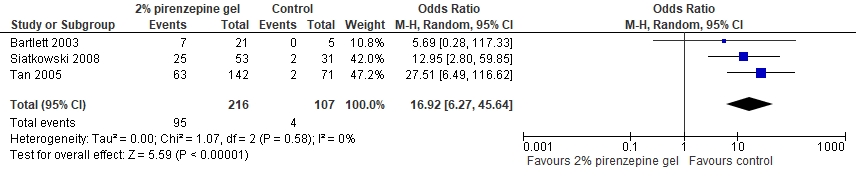 2% pirenzepine gel Control Odds Ratio Odds Ratio
Study or Subgroup Events Total Events Total Weight M-H, Random, 95% CI M-H, Random, 95% CI
Bartlett 2003 7 21 0 5 10.8% 5.69 [0.28, 117.33]
Siatkowski 2008 25 53 2 31 42.0% 12.95 [2.80, 59.85]
Tan 2005 63 142 2 71 47.2% 27.51 [6.49, 116.62]
Total (95% CI) 216 107 100.0% 16.92 [6.27, 45.64]
Total events 95 4
Heterogeneity: Tau² = 0.00; Chi² = 1.07, df = 2 (P = 0.58); I² = 0%
Test for overall effect: Z = 5.59 (P < 0.00001)
0.001 0.1 1 10 1000
Favours 2% pirenzepine gel Favours control